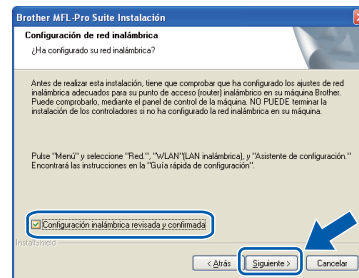 Brother MFL-Pro Suite Instalación
Configuración de red inalámbrica
¿Ha configurado su red inalámbrica?
Antes de realizar esta instalación, tiene que comprobar que ha configurado los ajustes de red
inalámbrica adecuados para su punto de acceso (router) inalámbrico en su máquina Brother.
Puede comprobarlo, mediante el panel de control de la máquina. NO PUEDE terminar la
instalación de los controladores si no ha configurado la red inalámbrica en su máquina.
Pulse "Menú" y seleccione "Red.", "WLAN"(LAN inalámbrica), y "Asistente de configuración."
Encontrará las instrucciones en la "Guía rápida de configuración".
Configuración inalámbrica revisada y confirmada
< Atrás Siguiente > Cancelar